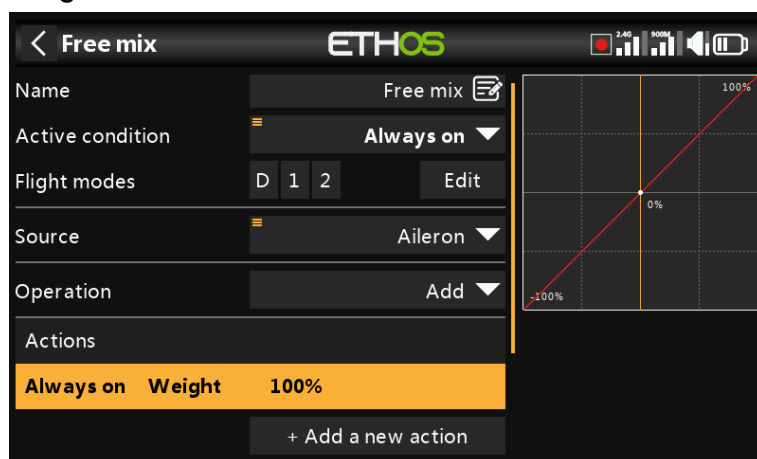 Free mix
ETHOS
2.4G 900M
Name Free mix
Active condition Always on
Flight modes D 1 2 Edit
Source Aileron
Operation Add
Actions
Always on Weight 100%
+ Add a new action
100%
0%
-100%